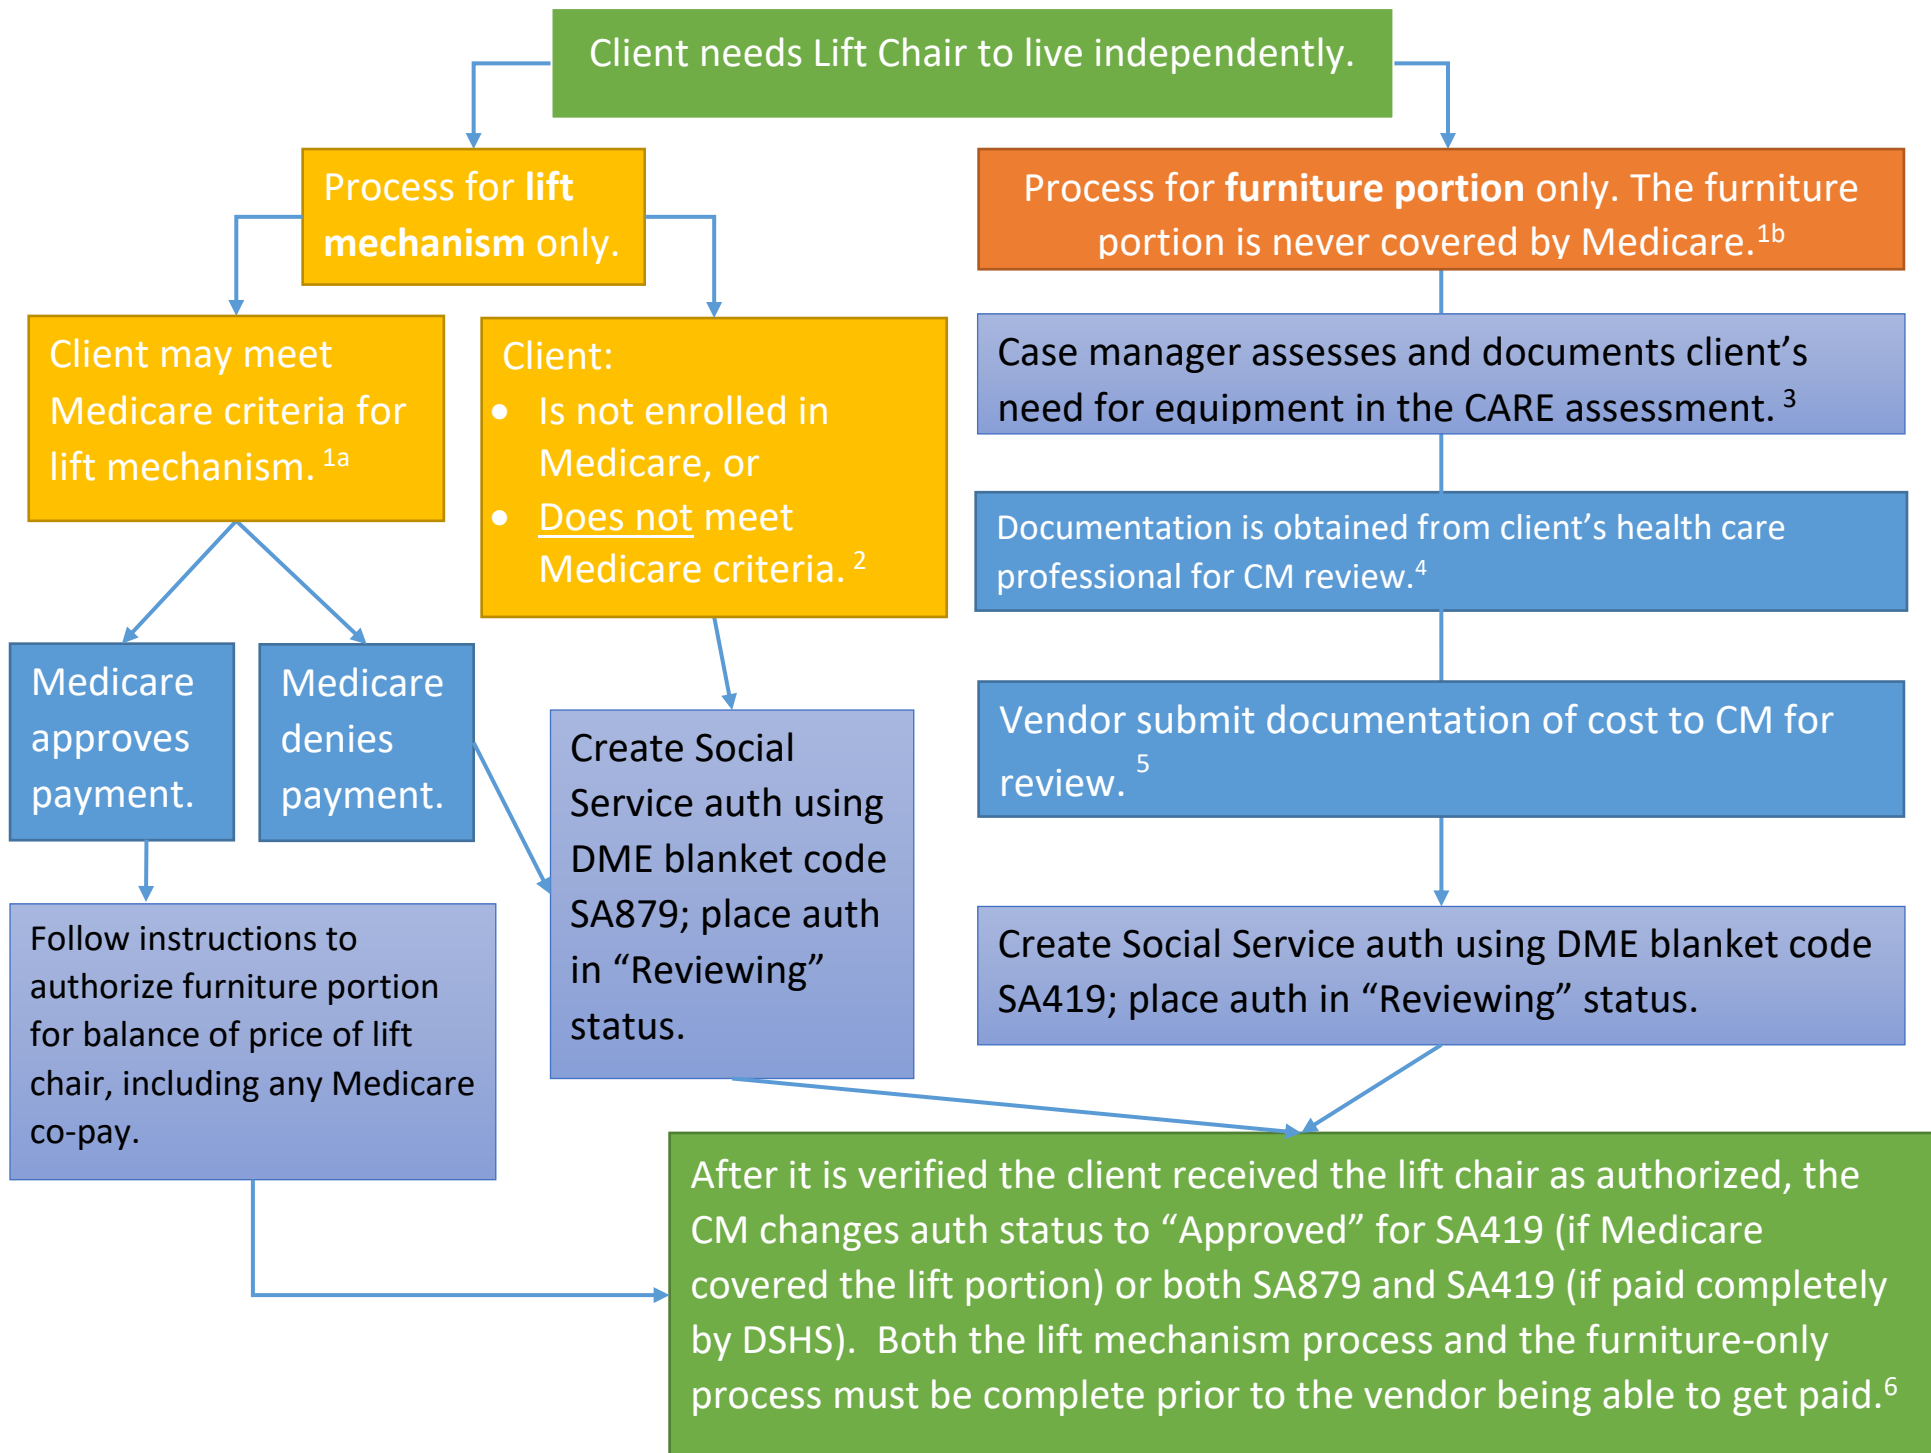 Client needs Lift Chair to live independently.
Process for lift
mechanism only.
Process for furniture portion only. The furniture
portion is never covered by Medicare.1b
Client may meet
Medicare criteria for
lift mechanism. 1a
Client:
• Is not enrolled in
Medicare, or
• Does not meet
Medicare criteria. 2
Case manager assesses and documents client’s
need for equipment in the CARE assessment. 3
Documentation is obtained from client’s health care
professional for CM review.4
Medicare
approves
payment.
Medicare
denies
payment.
Vendor submit documentation of cost to CM for
review. 5
Create Social
Service auth using
DME blanket code
SA879; place auth
in “Reviewing”
status.
Follow instructions to
authorize furniture portion
for balance of price of lift
chair, including any Medicare
co-pay.
Create Social Service auth using DME blanket code
SA419; place auth in “Reviewing” status.
After it is verified the client received the lift chair as authorized, the
CM changes auth status to “Approved” for SA419 (if Medicare
covered the lift portion) or both SA879 and SA419 (if paid completely
by DSHS).  Both the lift mechanism process and the furniture-only
process must be complete prior to the vendor being able to get paid.6